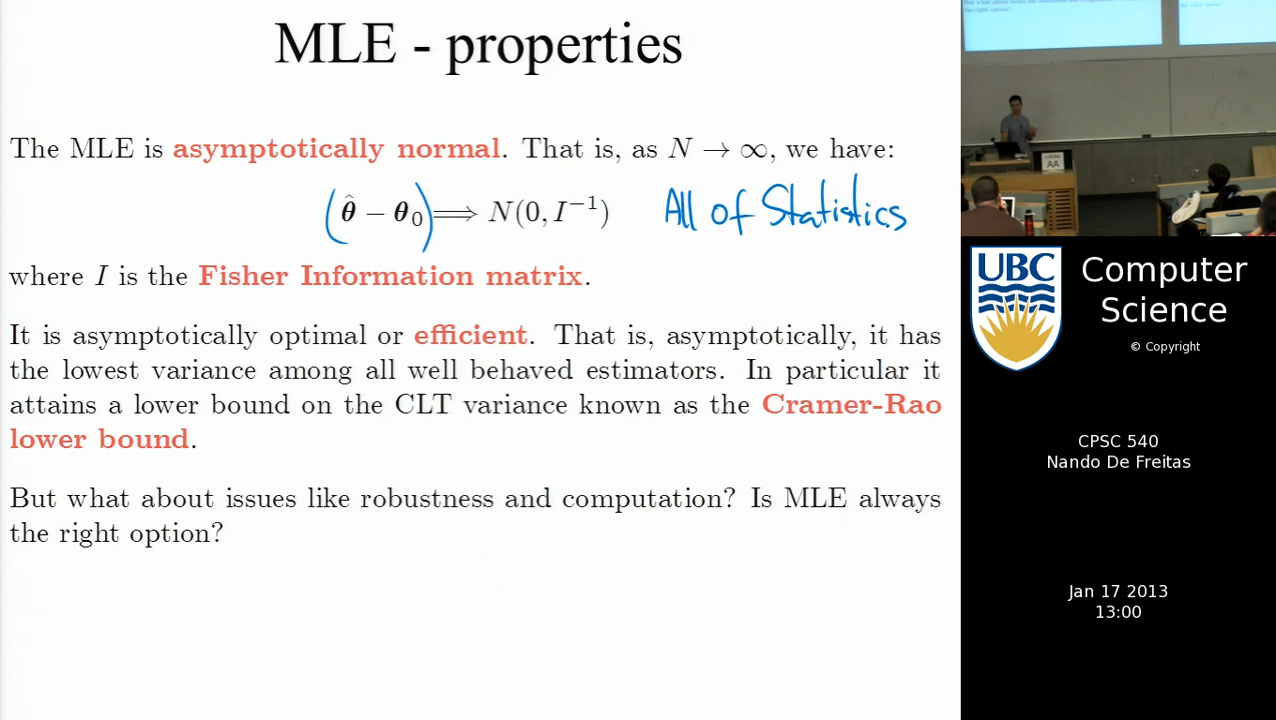 MLE - properties
The MLE is asymptotically normal. That is, as N → ∞, we have:
(θ̂ − θ₀) ⟹ N(0, I⁻¹) All of Statistics
where I is the Fisher Information matrix.
It is asymptotically optimal or efficient. That is, asymptotically, it has
the lowest variance among all well behaved estimators. In particular it
attains a lower bound on the CLT variance known as the Cramer-Rao
lower bound.
But what about issues like robustness and computation? Is MLE always
the right option?
AA
UBC
Computer
Science
© Copyright
CPSC 540
Nando De Freitas
Jan 17 2013
13:00